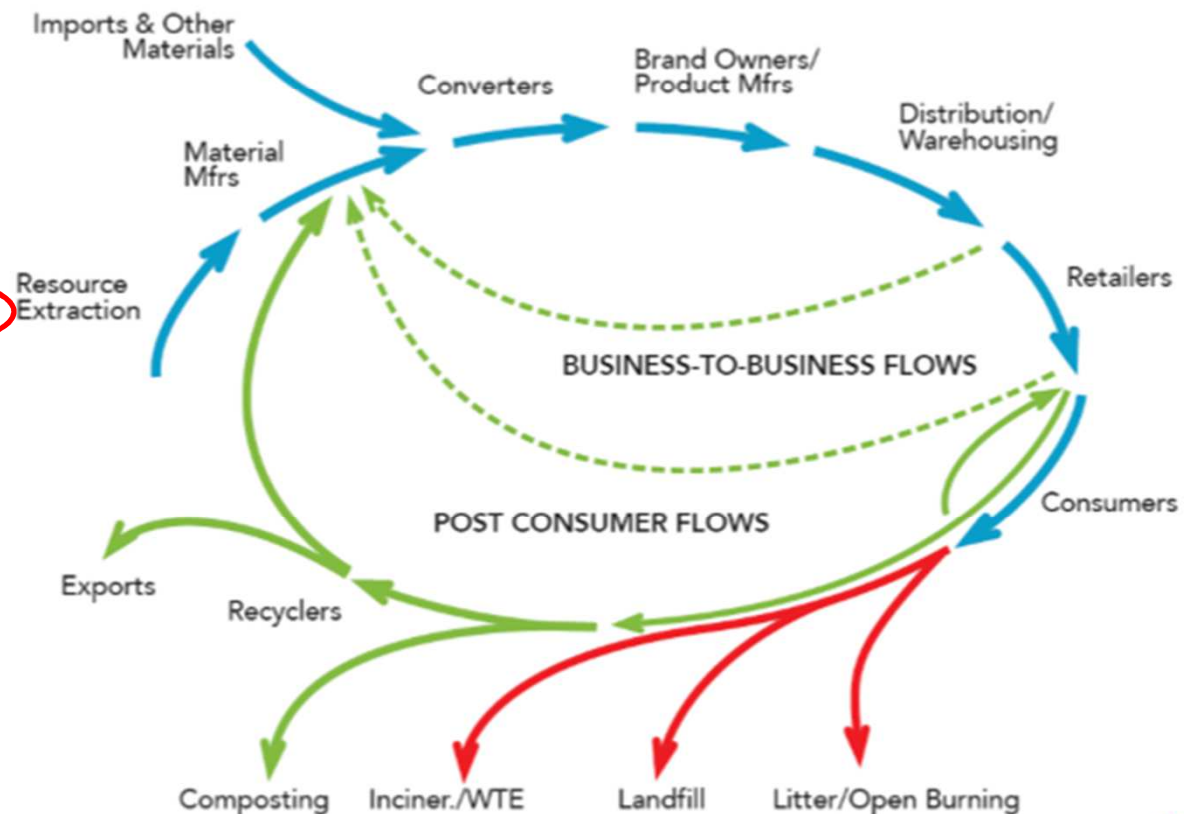 Imports & Other
Materials
Converters
Brand Owners/
Product Mfrs
Distribution/
Warehousing
Material
Mfrs
Resource
Extraction
Retailers
BUSINESS-TO-BUSINESS FLOWS
Consumers
POST CONSUMER FLOWS
Exports
Recyclers
Composting
Inciner./WTE
Landfill
Litter/Open Burning